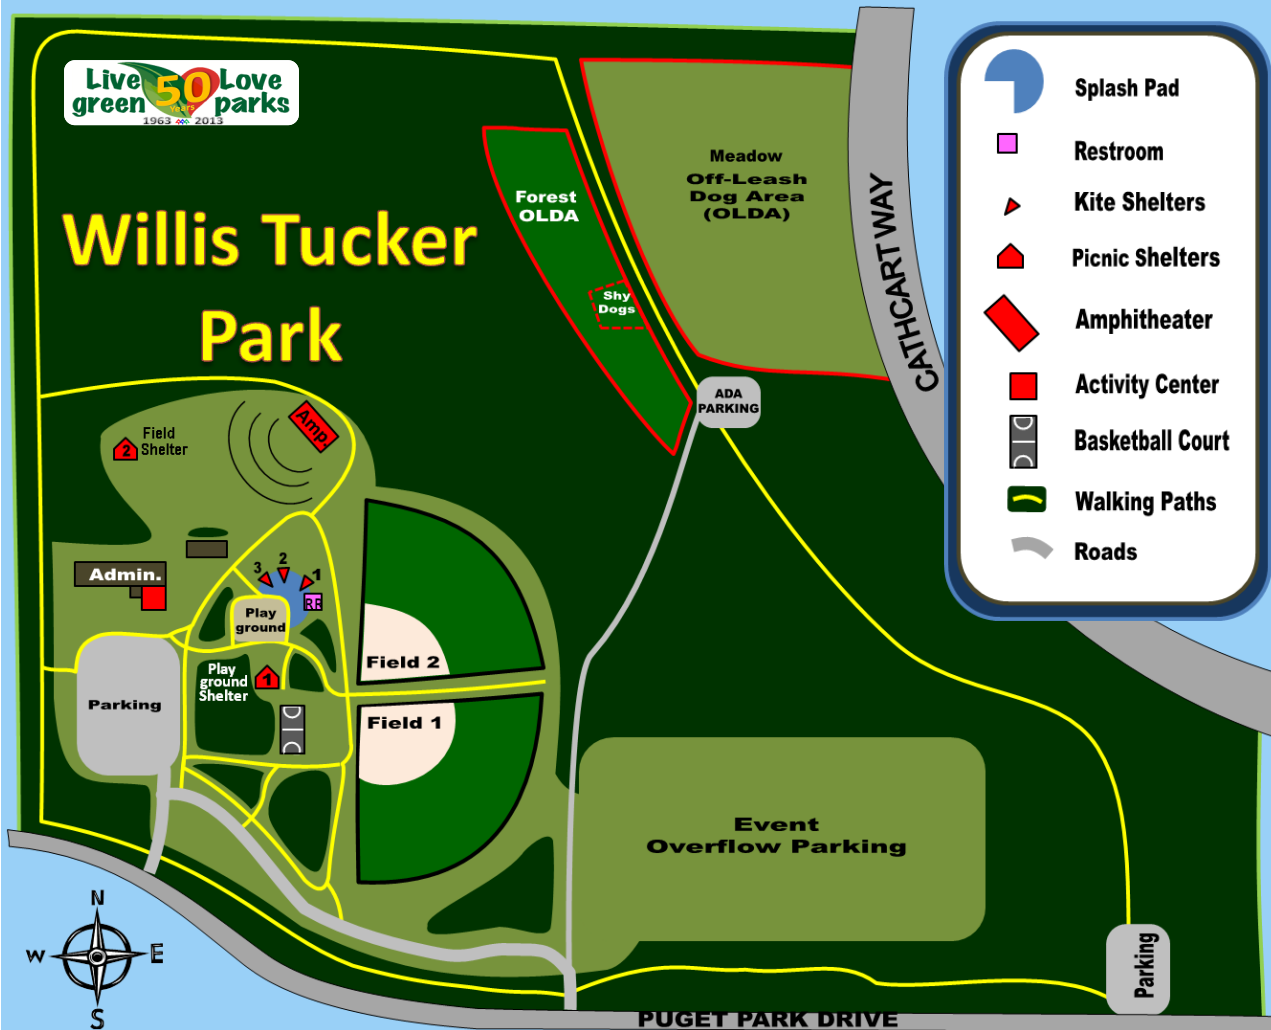 Live 50 Love
green Years parks
1963 2013
Willis Tucker
Park
Forest
OLDA
Shy
Dogs
Meadow
Off-Leash
Dog Area
(OLDA)
CATHCART WAY
ADA
PARKING
Splash Pad
Restroom
Kite Shelters
Picnic Shelters
Amphitheater
Activity Center
Basketball Court
Walking Paths
Roads
Amp.
2
Field
Shelter
Admin.
3
2
1
RR
Play
ground
Play
ground
Shelter
1
Parking
Field 2
Field 1
Event
Overflow Parking
Parking
N
W
E
S
PUGET PARK DRIVE